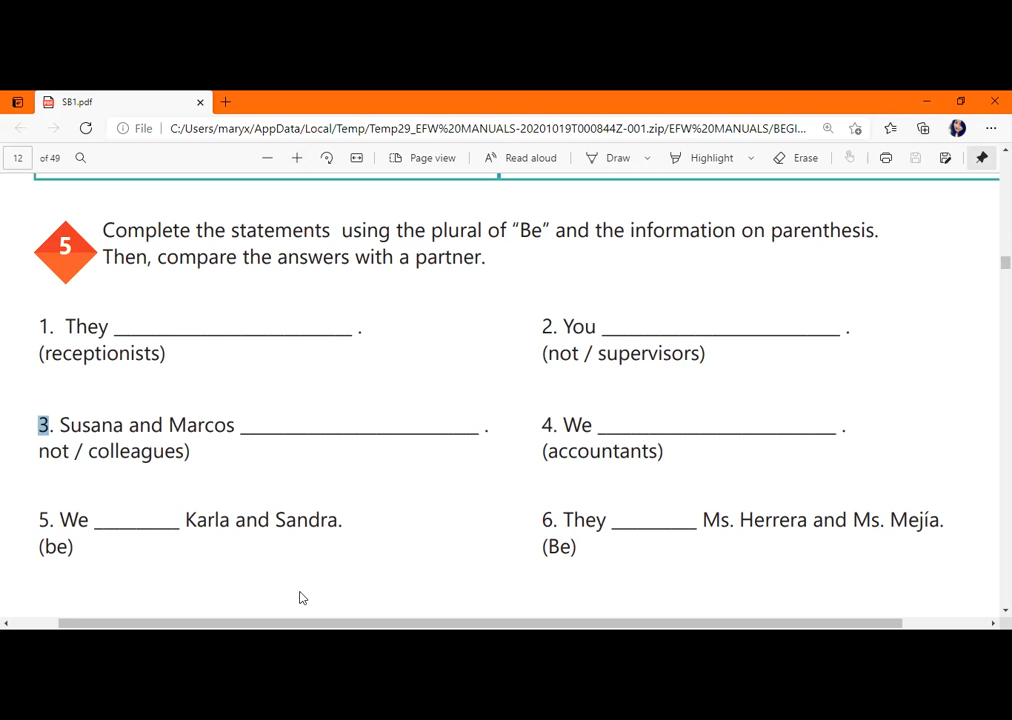 SB1.pdf
File | C:/Users/maryx/AppData/Local/Temp/Temp29_EFW%20MANUALS-20201019T000844Z-001.zip/EFW%20MANUALS/BEGI...
12 of 49 Page view Read aloud Draw Highlight Erase
5
Complete the statements using the plural of “Be” and the information on parenthesis.
Then, compare the answers with a partner.
1. They _________________________ .
(receptionists)
2. You _________________________ .
(not / supervisors)
3. Susana and Marcos _________________________ .
not / colleagues)
4. We _________________________ .
(accountants)
5. We _________ Karla and Sandra.
(be)
6. They _________ Ms. Herrera and Ms. Mejía.
(Be)